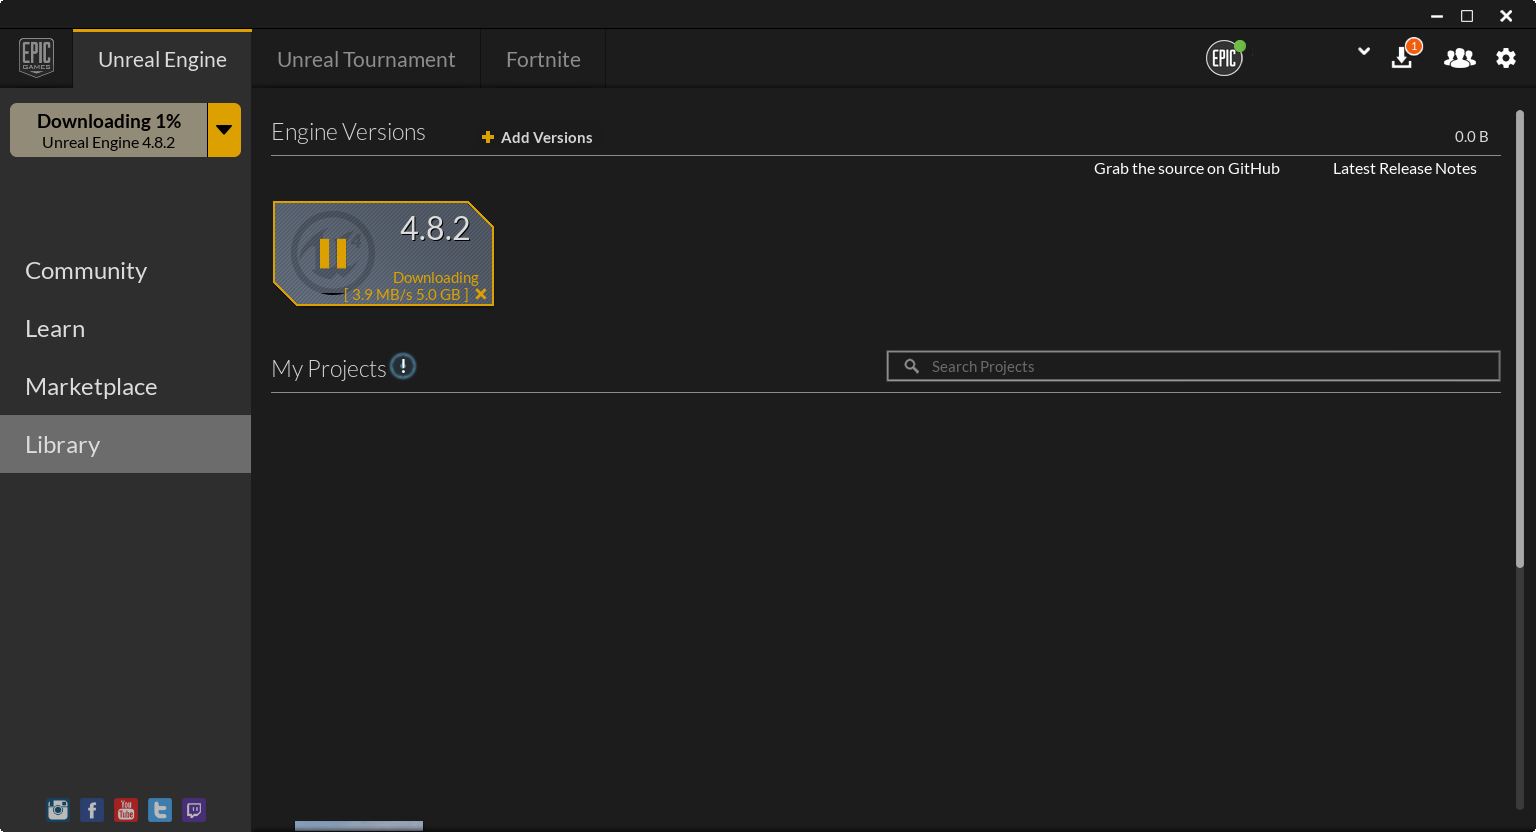 EPIC
GAMES
Unreal Engine
Unreal Tournament
Fortnite
EPIC
1
Downloading 1%
Unreal Engine 4.8.2
Engine Versions
Add Versions
0.0 B
Grab the source on GitHub
Latest Release Notes
4
4.8.2
Downloading
[ 3.9 MB/s 5.0 GB ]
Community
Learn
Marketplace
Library
My Projects
!
Search Projects
You
Tube